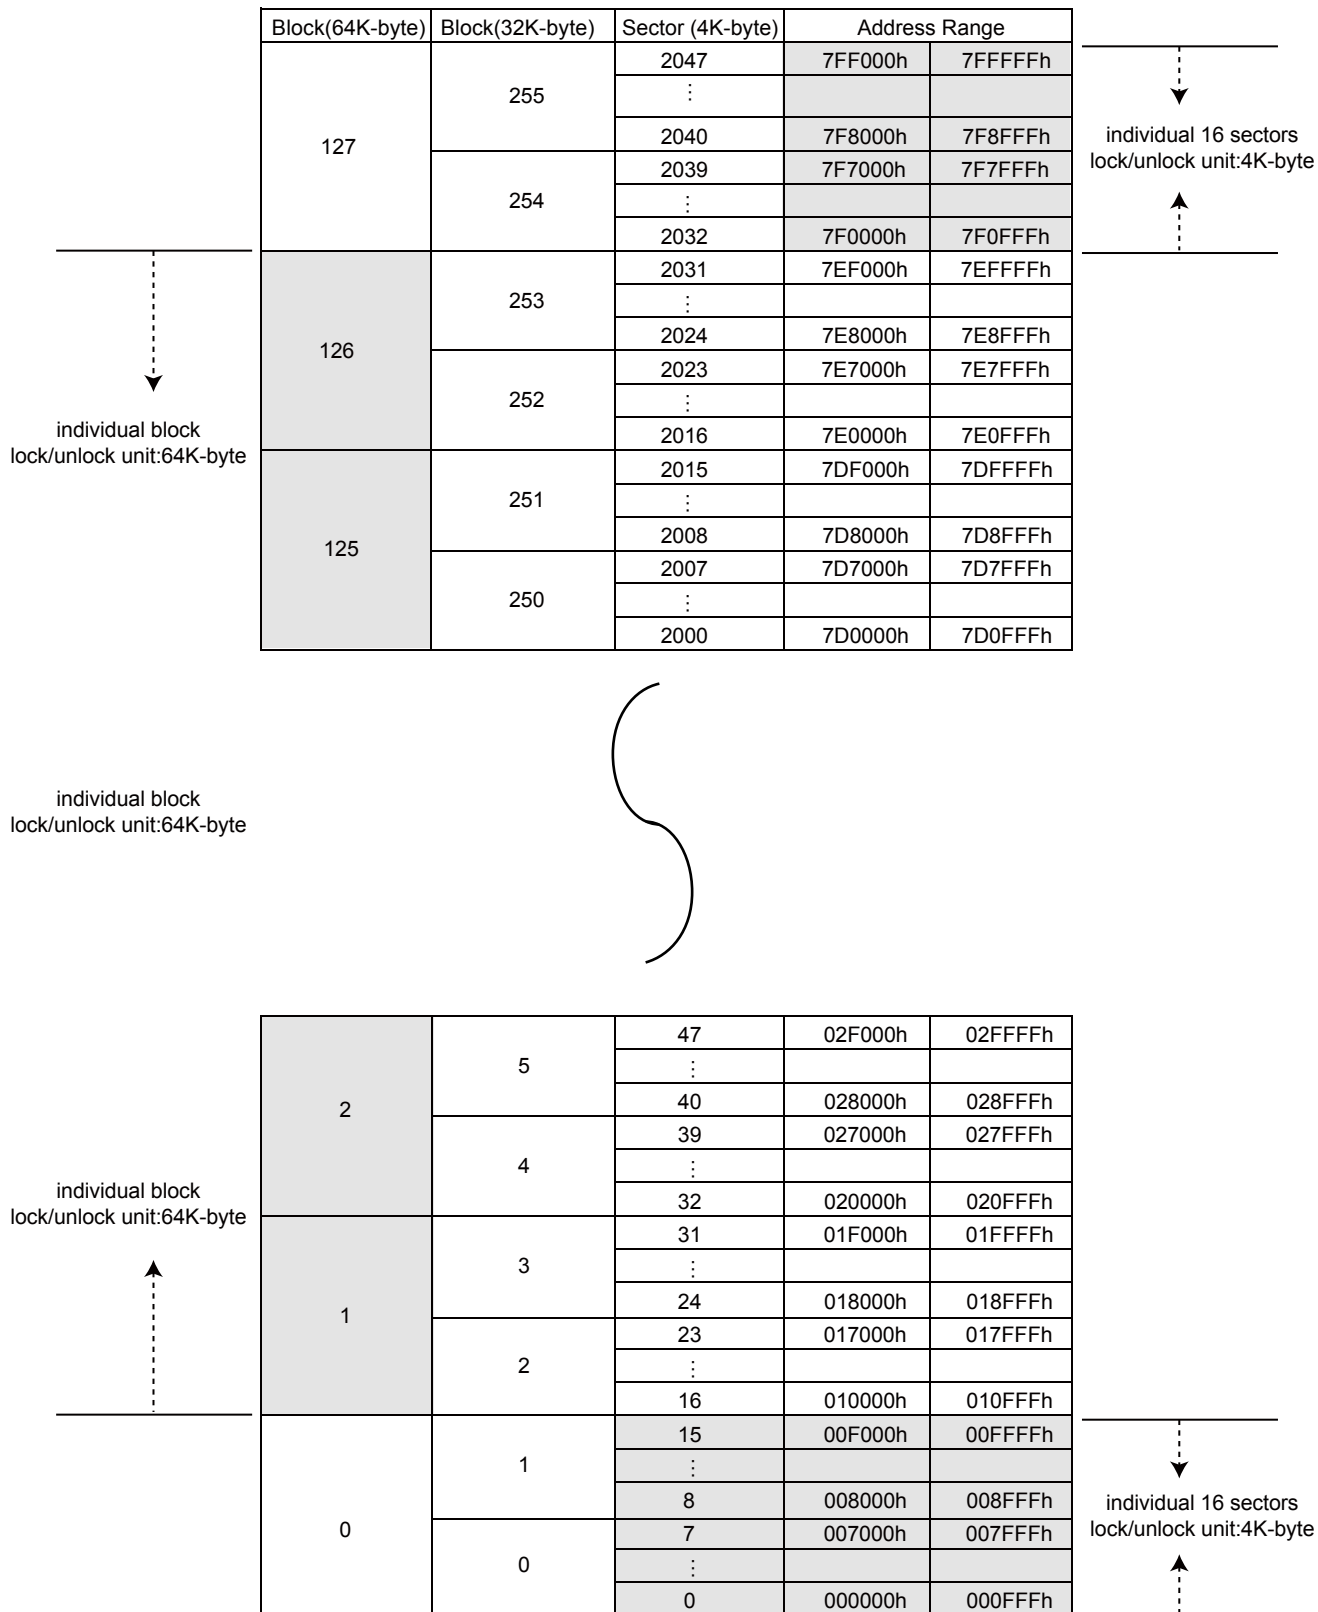 Block(64K-byte) Block(32K-byte) Sector (4K-byte) Address Range
2047 7FF000h 7FFFFFh
255 ⋮
127 2040 7F8000h 7F8FFFh individual 16 sectors
2039 7F7000h 7F7FFFh lock/unlock unit:4K-byte
254 ⋮
2032 7F0000h 7F0FFFh
2031 7EF000h 7EFFFFh
253 ⋮
2024 7E8000h 7E8FFFh
126 2023 7E7000h 7E7FFFh
252 ⋮
individual block 2016 7E0000h 7E0FFFh
lock/unlock unit:64K-byte 2015 7DF000h 7DFFFFh
251 ⋮
2008 7D8000h 7D8FFFh
125 2007 7D7000h 7D7FFFh
250 ⋮
2000 7D0000h 7D0FFFh
individual block
lock/unlock unit:64K-byte
47 02F000h 02FFFFh
5 ⋮
2 40 028000h 028FFFh
39 027000h 027FFFh
4 ⋮
individual block 32 020000h 020FFFh
lock/unlock unit:64K-byte 31 01F000h 01FFFFh
3 ⋮
24 018000h 018FFFh
1 23 017000h 017FFFh
2 ⋮
16 010000h 010FFFh
15 00F000h 00FFFFh
1 ⋮
8 008000h 008FFFh individual 16 sectors
0 7 007000h 007FFFh lock/unlock unit:4K-byte
0 ⋮
0 000000h 000FFFh